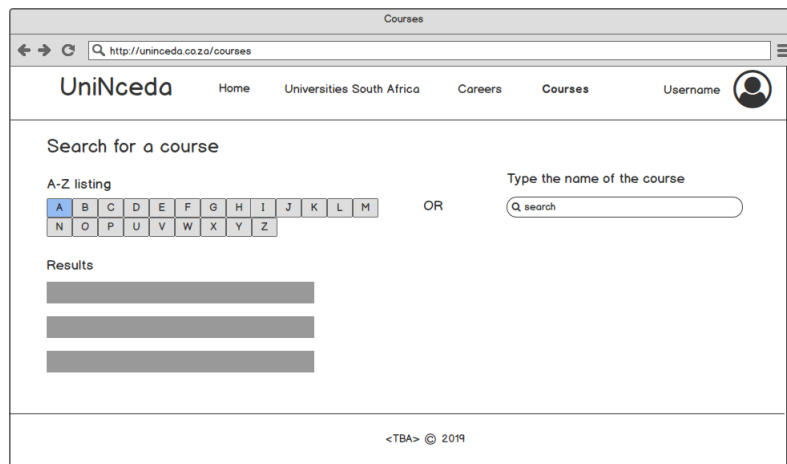 Courses
http://uninceda.co.za/courses
UniNceda Home Universities South Africa Careers Courses Username
Search for a course
A-Z listing
A B C D E F G H I J K L M
N O P U V W X Y Z
OR
Type the name of the course
search
Results
<TBA> © 2019